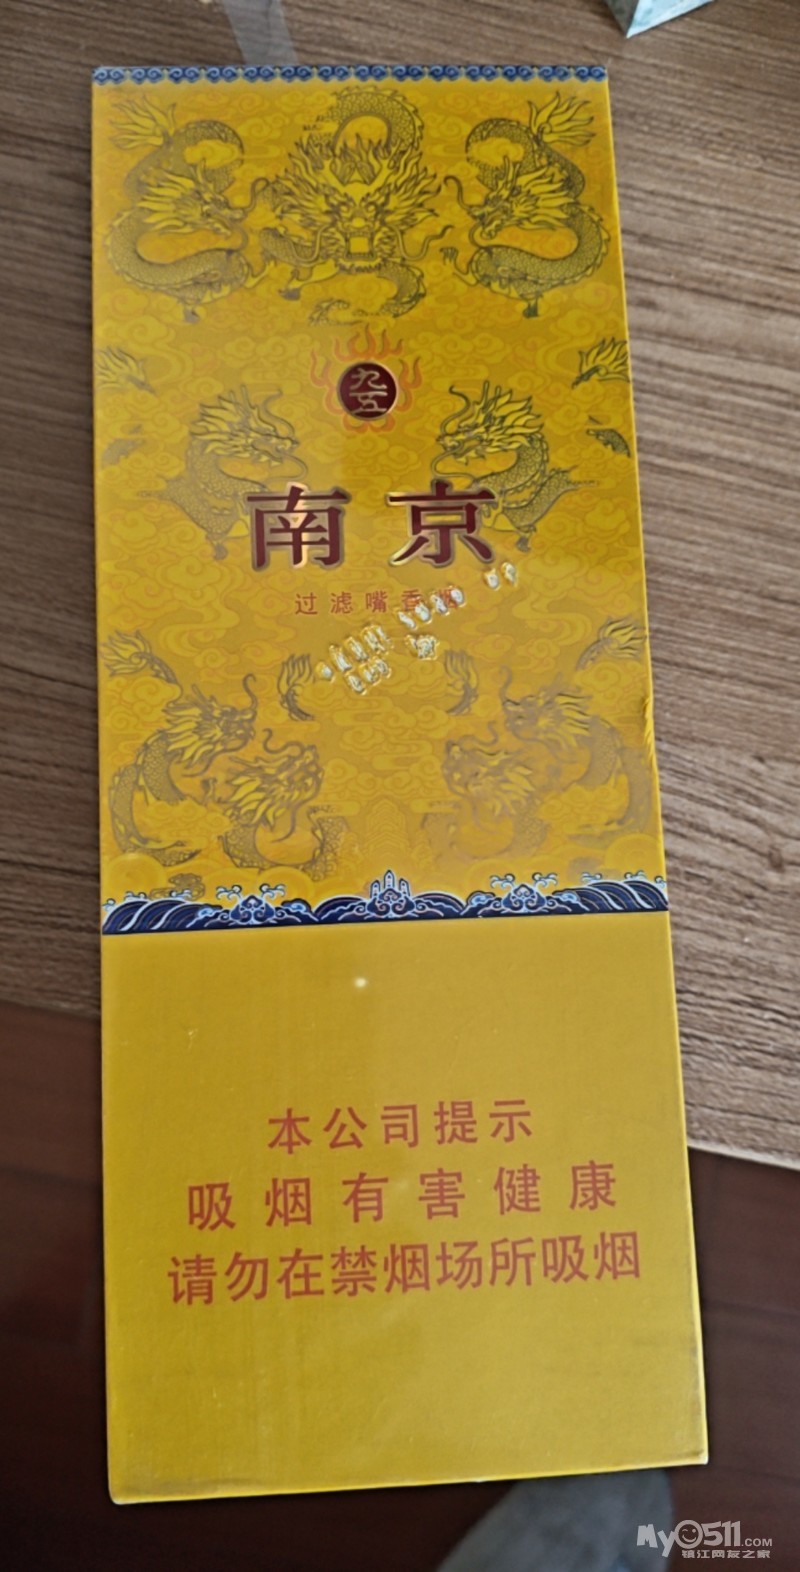 九五
南京
过滤嘴香烟
本公司提示
吸烟有害健康
请勿在禁烟场所吸烟
My0511.COM
镇江网友之家